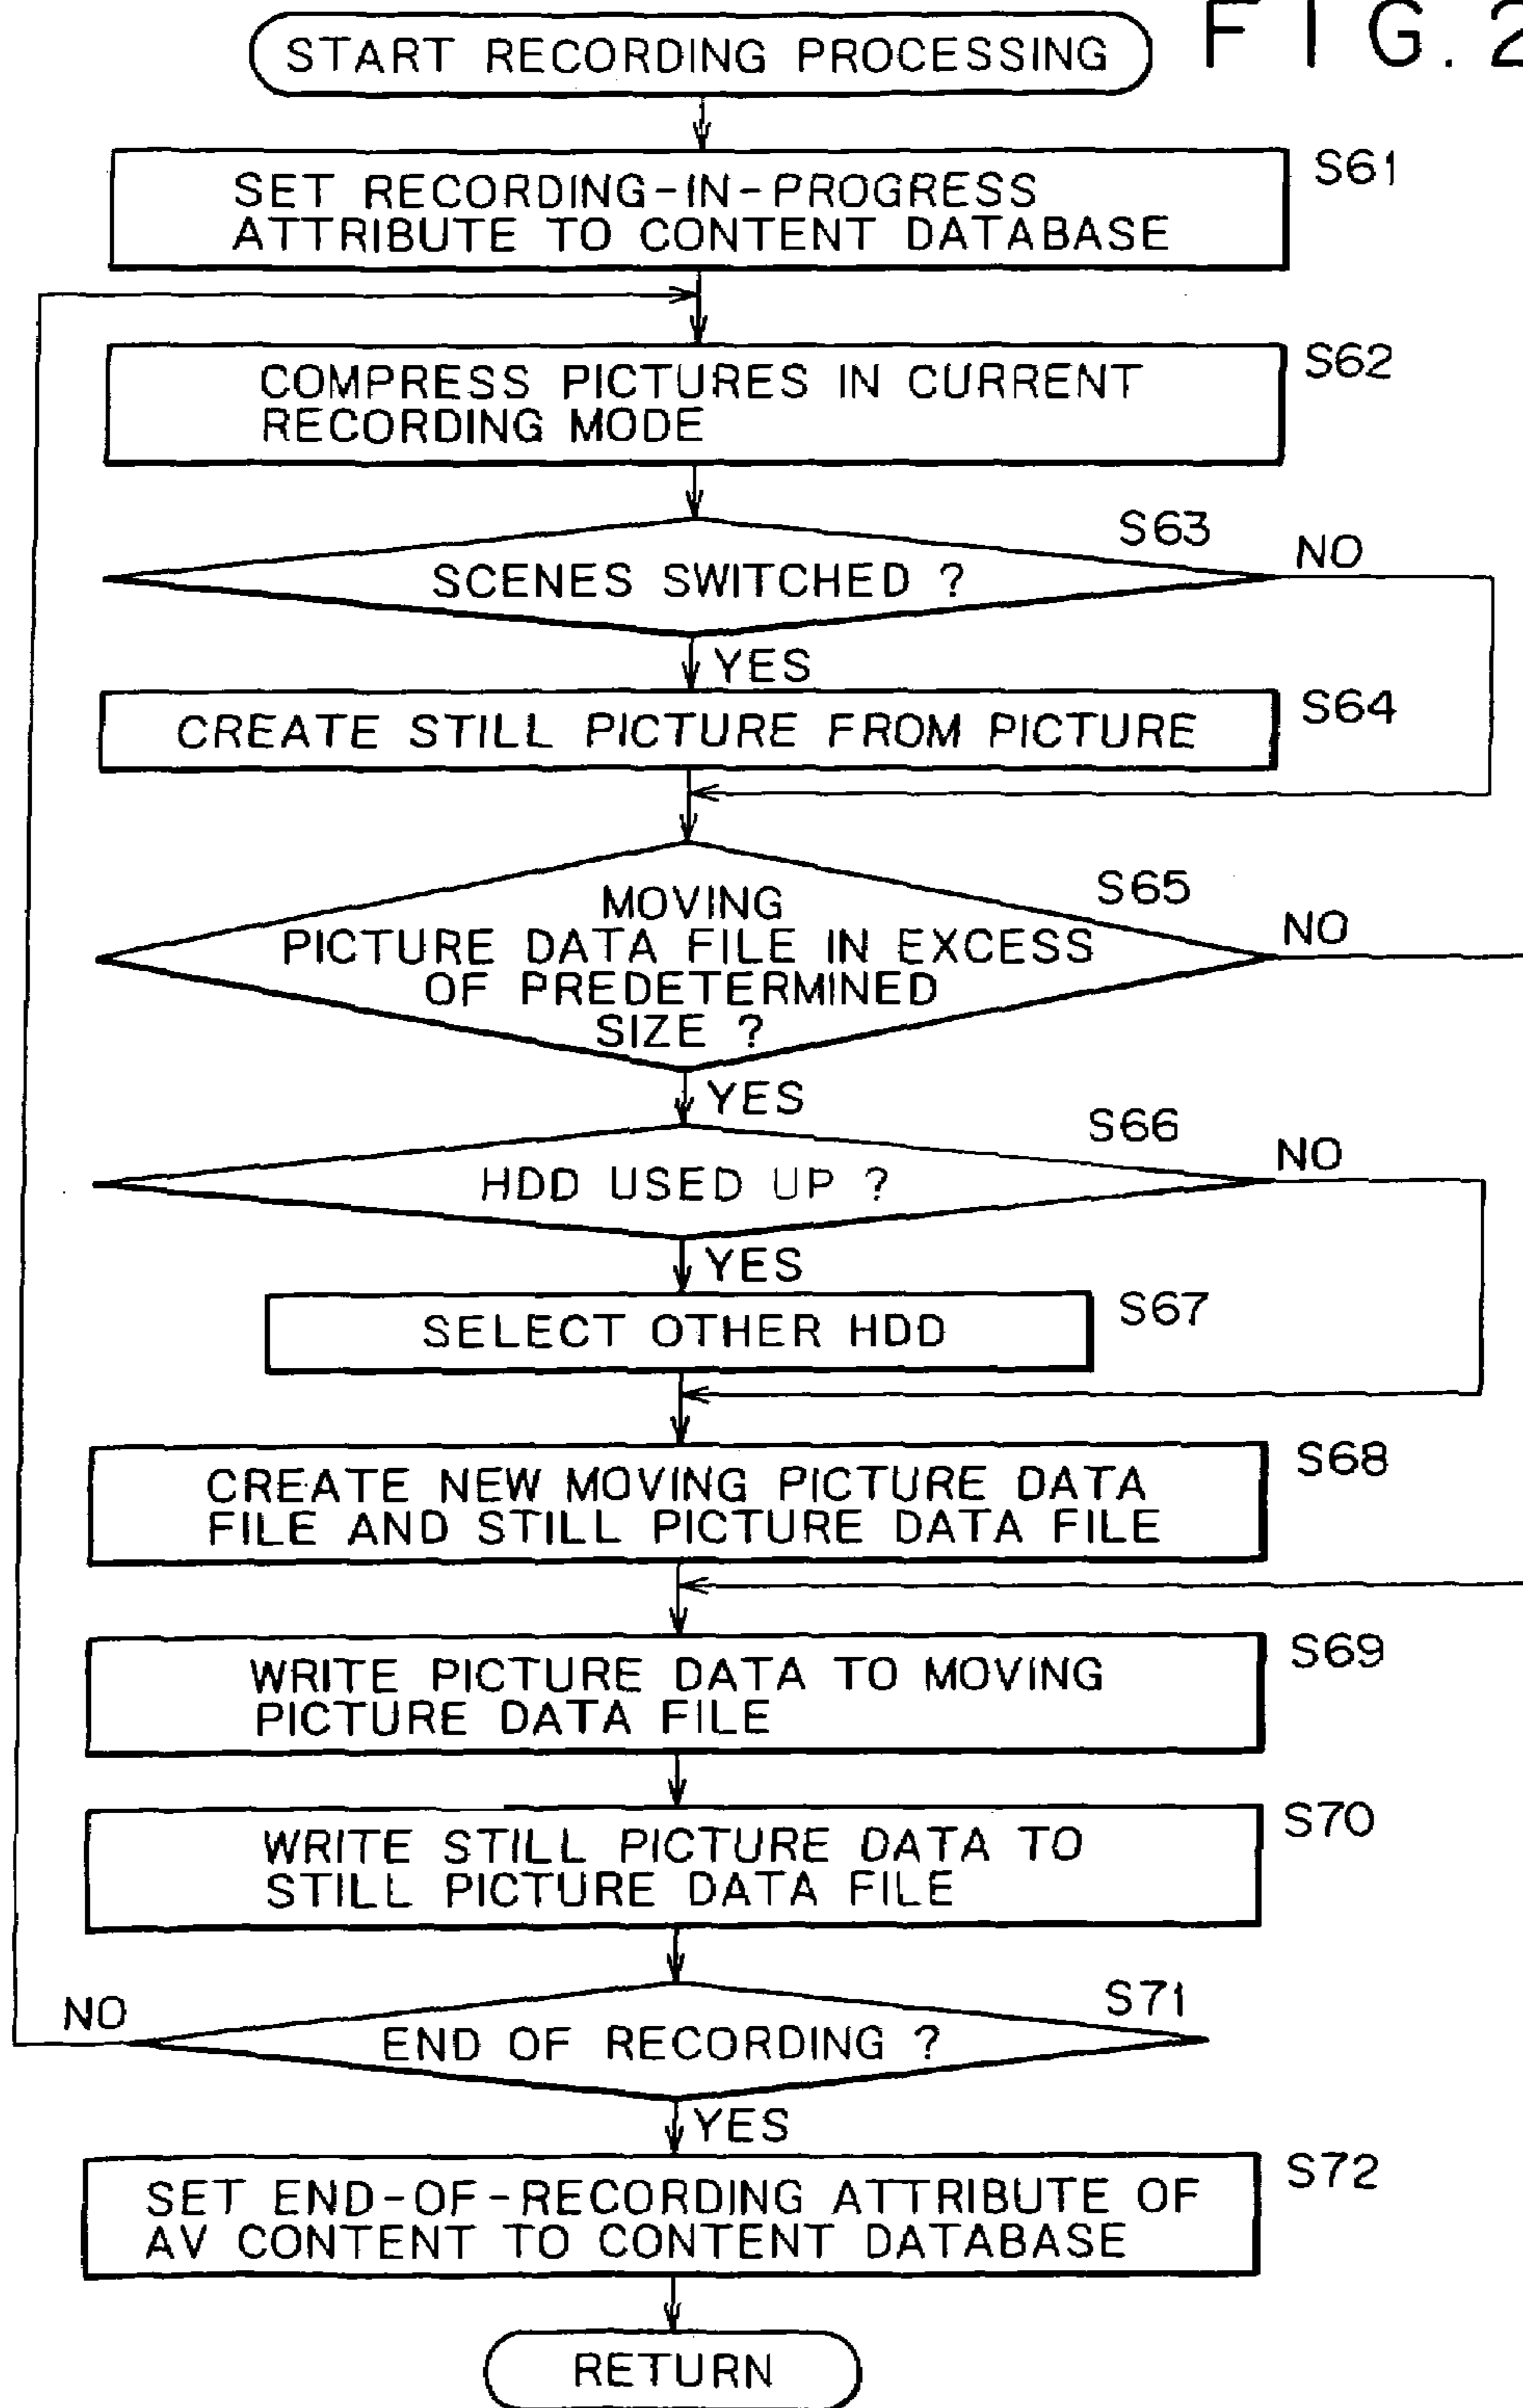 FIG.2
START RECORDING PROCESSING
S61
SET RECORDING-IN-PROGRESS
ATTRIBUTE TO CONTENT DATABASE
S62
COMPRESS PICTURES IN CURRENT
RECORDING MODE
S63
NO
SCENES SWITCHED ?
YES
S64
CREATE STILL PICTURE FROM PICTURE
S65
NO
MOVING
PICTURE DATA FILE IN EXCESS
OF PREDETERMINED
SIZE ?
YES
S66
NO
HDD USED UP ?
YES
S67
SELECT OTHER HDD
S68
CREATE NEW MOVING PICTURE DATA
FILE AND STILL PICTURE DATA FILE
S69
WRITE PICTURE DATA TO MOVING
PICTURE DATA FILE
S70
WRITE STILL PICTURE DATA TO
STILL PICTURE DATA FILE
S71
NO
END OF RECORDING ?
YES
S72
SET END-OF-RECORDING ATTRIBUTE OF
AV CONTENT TO CONTENT DATABASE
RETURN